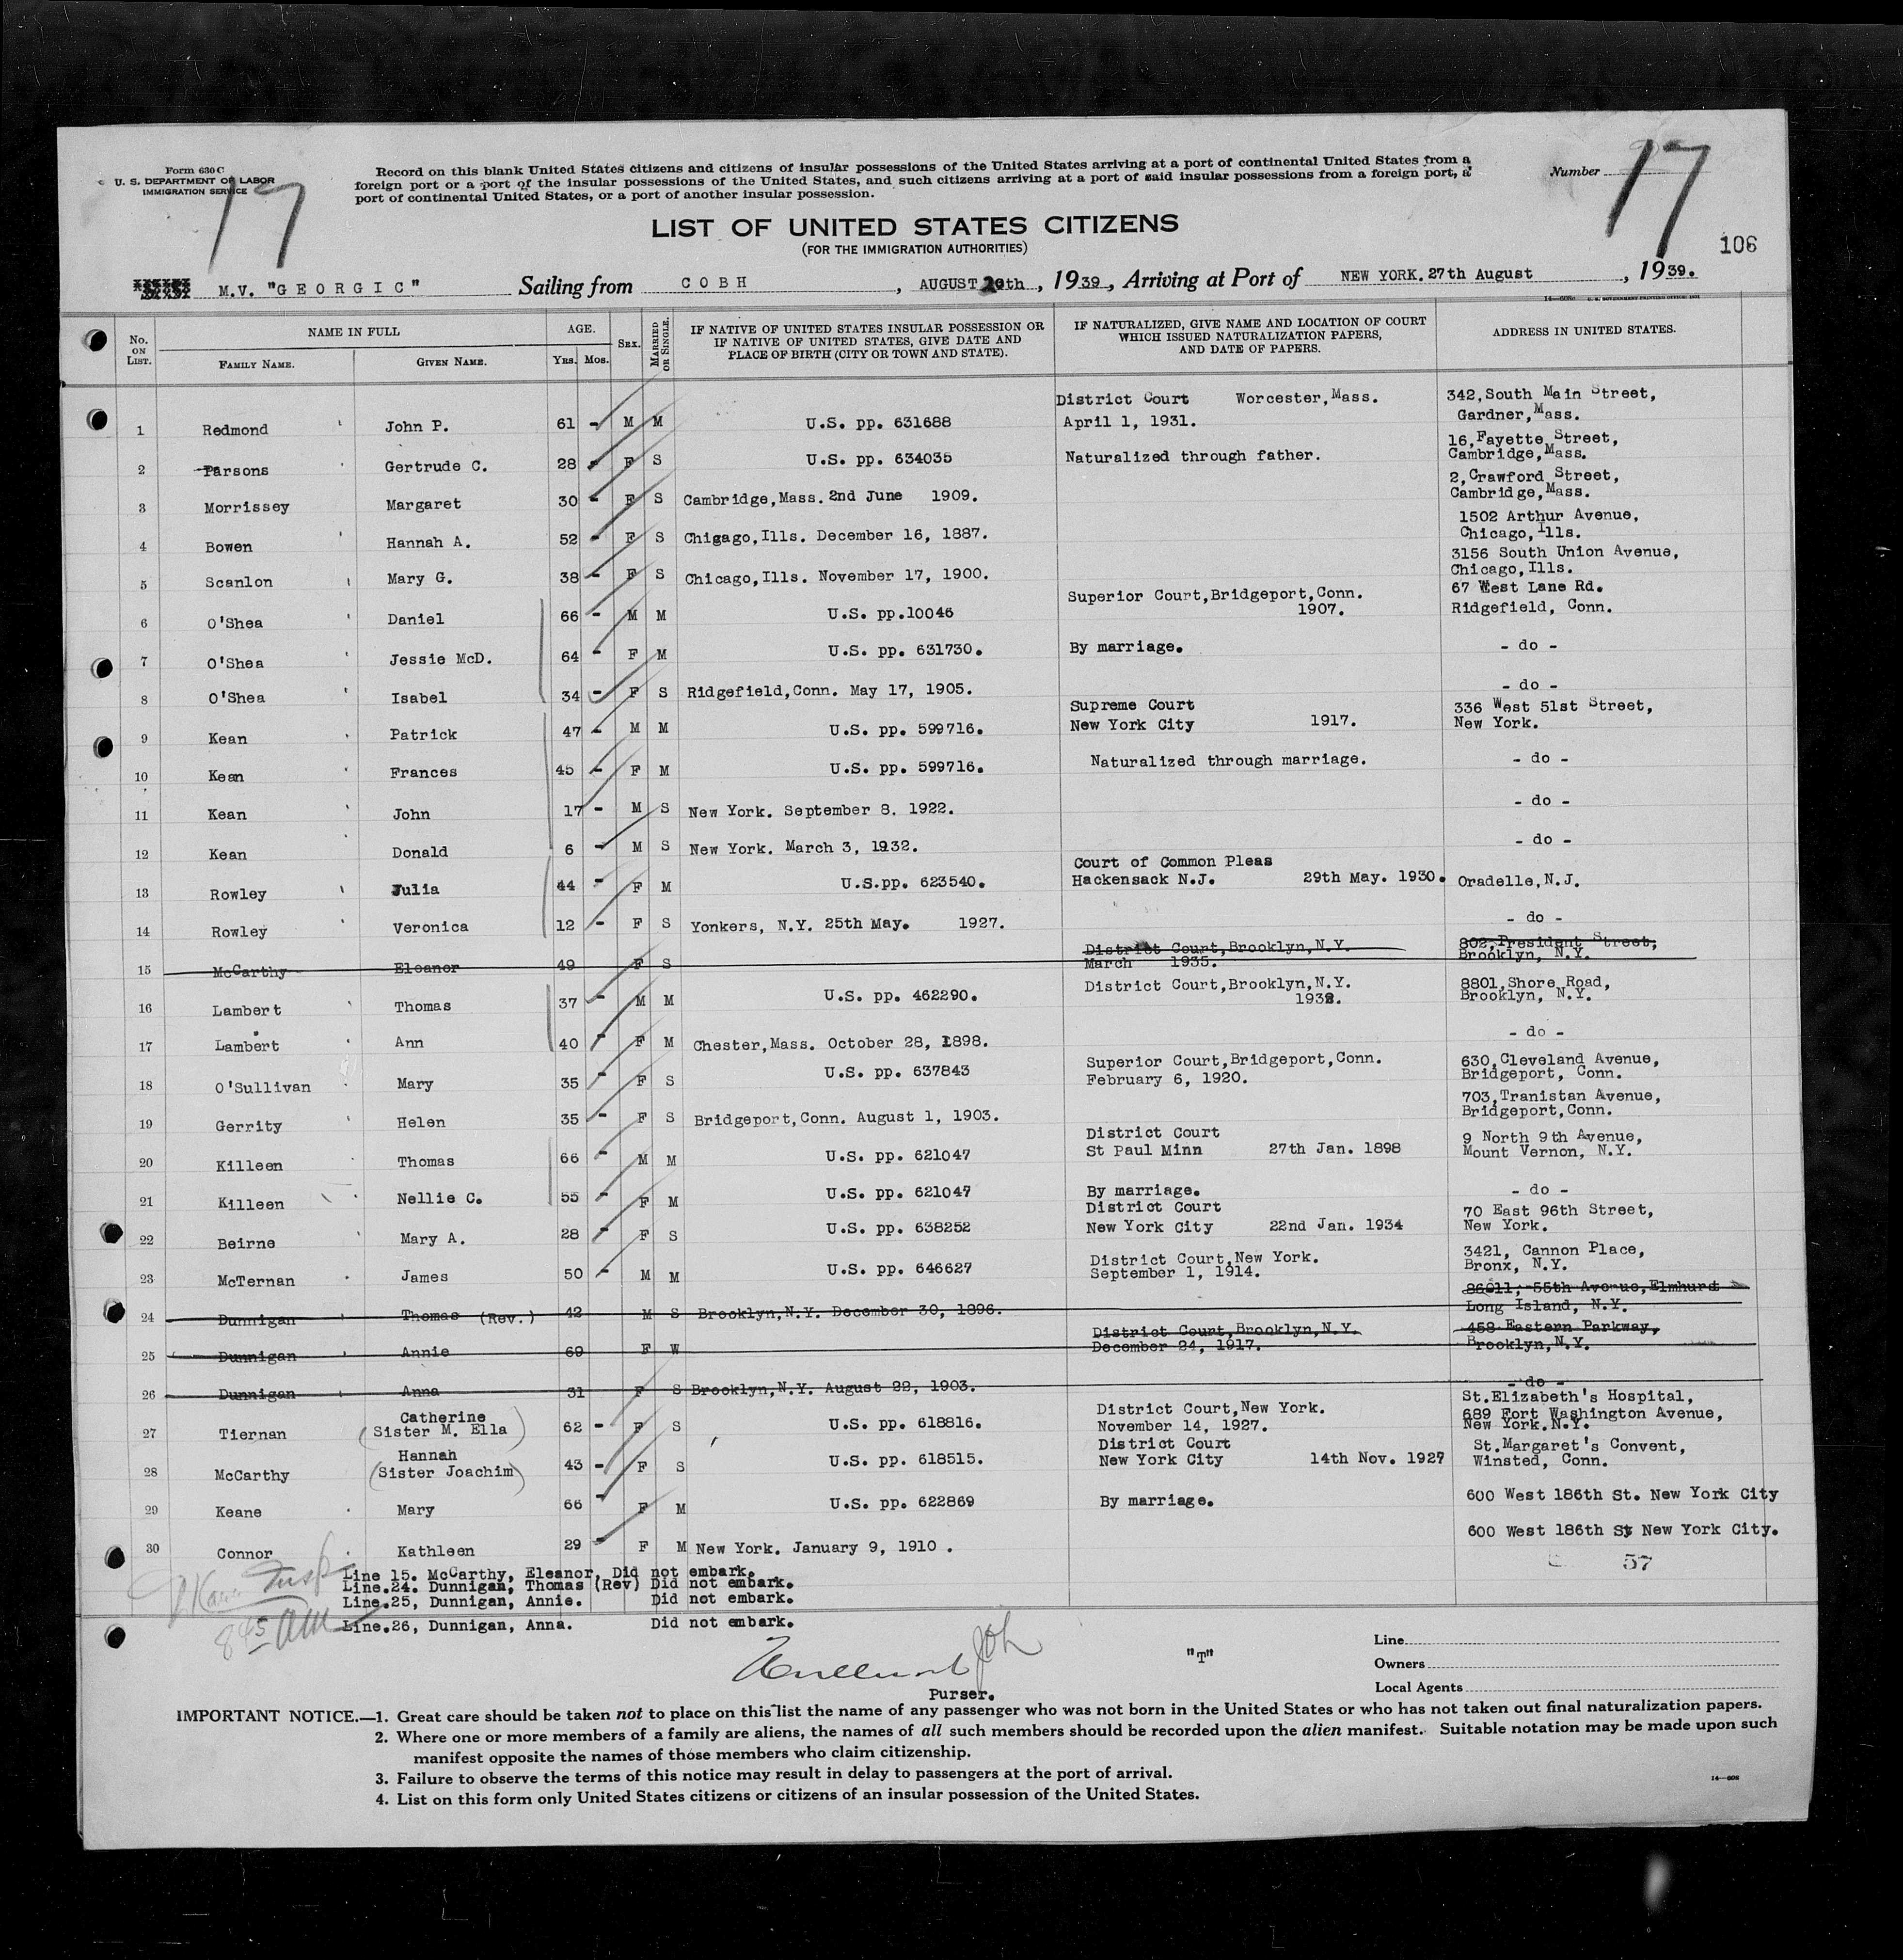 Form 630 C
U. S. DEPARTMENT OF LABOR
IMMIGRATION SERVICE
17
Record on this blank United States citizens and citizens of insular possessions of the United States arriving at a port of continental United States from a
foreign port or a port of the insular possessions of the United States, and such citizens arriving at a port of said insular possessions from a foreign port, a
port of continental United States, or a port of another insular possession.
Number
17
LIST OF UNITED STATES CITIZENS
(FOR THE IMMIGRATION AUTHORITIES)
106
M.V. "GEORGIC" Sailing from COBH, AUGUST 20th, 1939, Arriving at Port of NEW YORK. 27th August, 1939.
No. ON LIST. NAME IN FULL FAMILY NAME. GIVEN NAME. AGE. YRS. MOS. SEX. MARRIED OR SINGLE. IF NATIVE OF UNITED STATES INSULAR POSSESSION OR IF NATIVE OF UNITED STATES, GIVE DATE AND PLACE OF BIRTH (CITY OR TOWN AND STATE). IF NATURALIZED, GIVE NAME AND LOCATION OF COURT WHICH ISSUED NATURALIZATION PAPERS, AND DATE OF PAPERS. ADDRESS IN UNITED STATES.
1 Redmond John P. 61 - M M U.S. pp. 631688 District Court Worcester, Mass. April 1, 1931. 342, South Main Street, Gardner, Mass.
2 Parsons Gertrude C. 28 - F S U.S. pp. 634035 Naturalized through father. 16, Fayette Street, Cambridge, Mass.
3 Morrissey Margaret 30 - F S Cambridge, Mass. 2nd June 1909. 2, Crawford Street, Cambridge, Mass.
4 Bowen Hannah A. 52 - F S Chigago, Ills. December 16, 1887. 1502 Arthur Avenue, Chicago, Ills.
5 Scanlon Mary G. 38 - F S Chicago, Ills. November 17, 1900. 3156 South Union Avenue, Chicago, Ills.
6 O'Shea Daniel 66 - M M U.S. pp. 10046 Superior Court, Bridgeport, Conn. 1907. 67 West Lane Rd. Ridgefield, Conn.
7 O'Shea Jessie McD. 64 - F M U.S. pp. 631730. By marriage. - do -
8 O'Shea Isabel 34 - F S Ridgefield, Conn. May 17, 1905. - do -
9 Kean Patrick 47 - M M U.S. pp. 599716. Supreme Court New York City 1917. 336 West 51st Street, New York.
10 Kean Frances 45 - F M U.S. pp. 599716. Naturalized through marriage. - do -
11 Kean John 17 - M S New York. September 8. 1922. - do -
12 Kean Donald 6 - M S New York. March 3, 1932. - do -
13 Rowley Julia 44 - F M U.S.pp. 623540. Court of Common Pleas Hackensack N.J. 29th May. 1930. Oradelle, N.J.
14 Rowley Veronica 12 - F S Yonkers, N.Y. 25th May. 1927. - do -
15 McCarthy Eleanor 49 F S District Court, Brooklyn, N.Y. March 1935. 802, President Street, Brooklyn, N.Y.
16 Lambert Thomas 37 - M M U.S. pp. 462290. District Court, Brooklyn, N.Y. 1932. 8801, Shore Road, Brooklyn, N.Y.
17 Lambert Ann 40 - F M Chester, Mass. October 28, 1898. - do -
18 O'Sullivan Mary 35 - F S U.S. pp. 637843 Superior Court, Bridgeport, Conn. February 6, 1920. 630, Cleveland Avenue, Bridgeport, Conn.
19 Gerrity Helen 35 - F S Bridgeport, Conn. August 1, 1903. 703, Tranistan Avenue, Bridgeport, Conn.
20 Killeen Thomas 66 - M M U.S. pp. 621047 District Court St Paul Minn 27th Jan. 1898 9 North 9th Avenue, Mount Vernon, N.Y.
21 Killeen Nellie C. 55 - F M U.S. pp. 621047 By marriage. - do -
22 Beirne Mary A. 28 - F S U.S. pp. 638252 District Court New York City 22nd Jan. 1934 70 East 96th Street, New York.
23 McTernan James 50 - M M U.S. pp. 646627 District Court, New York. September 1, 1914. 3421, Cannon Place, Bronx, N.Y.
24 Dunnigan Thomas (Rev.) 42 M S Brooklyn, N.Y. December 30, 1896. 86011, 55th Avenue, Elmhurst Long Island, N.Y.
25 Dunnigan Annie 69 F W District Court, Brooklyn, N.Y. December 24, 1917. 458 Eastern Parkway, Brooklyn, N.Y.
26 Dunnigan Anna 31 F S Brooklyn, N.Y. August 22, 1903. - do -
27 Tiernan Catherine (Sister M. Ella) 62 - F S U.S. pp. 618816. District Court, New York. November 14, 1927. St. Elizabeth's Hospital, 689 Fort Washington Avenue, New York. N.Y.
28 McCarthy Hannah (Sister Joachim) 43 - F S U.S. pp. 618515. District Court New York City 14th Nov. 1927 St. Margaret's Convent, Winsted, Conn.
29 Keane Mary 66 - F M U.S. pp. 622869 By marriage. 600 West 186th St. New York City
30 Connor Kathleen 29 - F M New York. January 9, 1910 . 600 West 186th St New York City.
57
Line 15. McCarthy, Eleanor, Did not embark.
Line.24. Dunnigan, Thomas (Rev) Did not embark.
Line.25, Dunnigan, Annie. Did not embark.
Line.26, Dunnigan, Anna. Did not embark.
845 AM
"T"
Purser.
Line
Owners
Local Agents
IMPORTANT NOTICE.—1. Great care should be taken not to place on this list the name of any passenger who was not born in the United States or who has not taken out final naturalization papers.
2. Where one or more members of a family are aliens, the names of all such members should be recorded upon the alien manifest. Suitable notation may be made upon such
manifest opposite the names of those members who claim citizenship.
3. Failure to observe the terms of this notice may result in delay to passengers at the port of arrival.
4. List on this form only United States citizens or citizens of an insular possession of the United States.
14—608